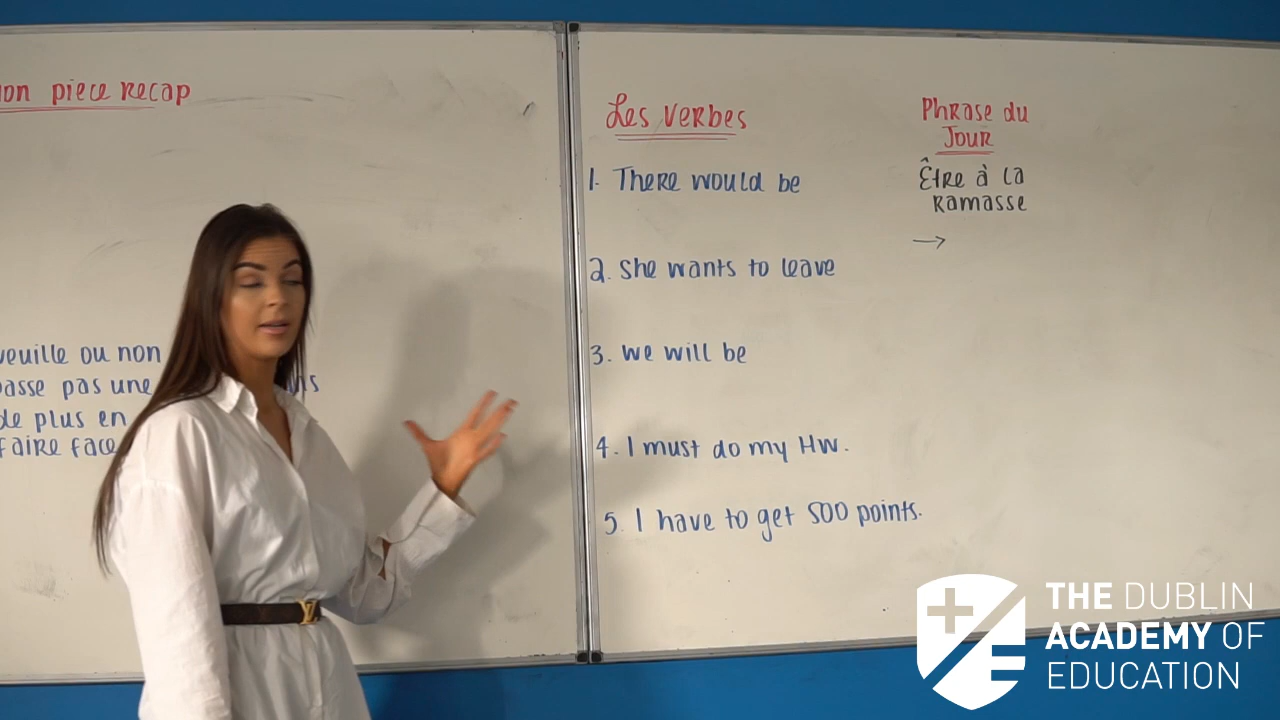 on piece recap
veuille ou non
passe pas une
de plus en
faire face
Les verbes
1. There would be
2. She wants to leave
3. We will be
4. I must do my HW.
5. I have to get 500 points.
Phrase du
Jour
Être à la
ramasse
→
THE DUBLIN
ACADEMY OF
EDUCATION